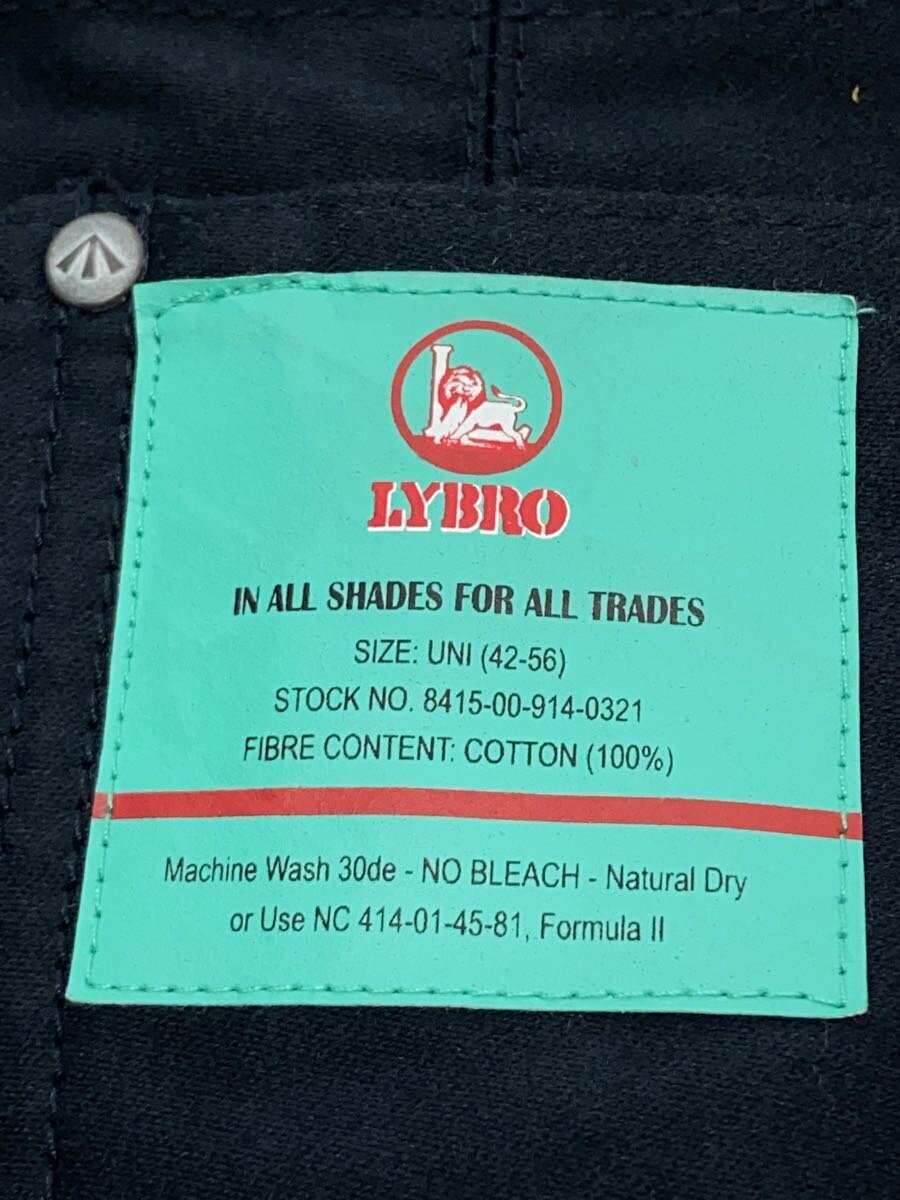 LYBRO
IN ALL SHADES FOR ALL TRADES
SIZE: UNI (42-56)
STOCK NO. 8415-00-914-0321
FIBRE CONTENT: COTTON (100%)
Machine Wash 30de - NO BLEACH - Natural Dry
or Use NC 414-01-45-81, Formula II